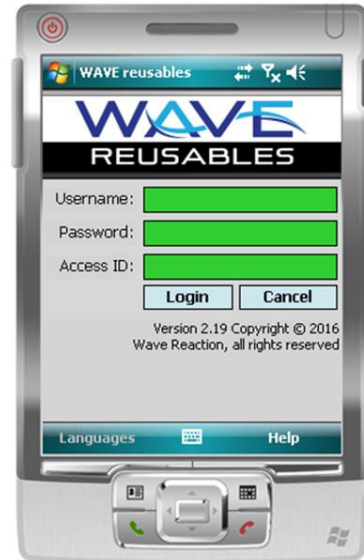 WAVE reusables
WAVE
REUSABLES
Username:
Password:
Access ID:
Login Cancel
Version 2.19 Copyright © 2016
Wave Reaction, all rights reserved
Languages Help